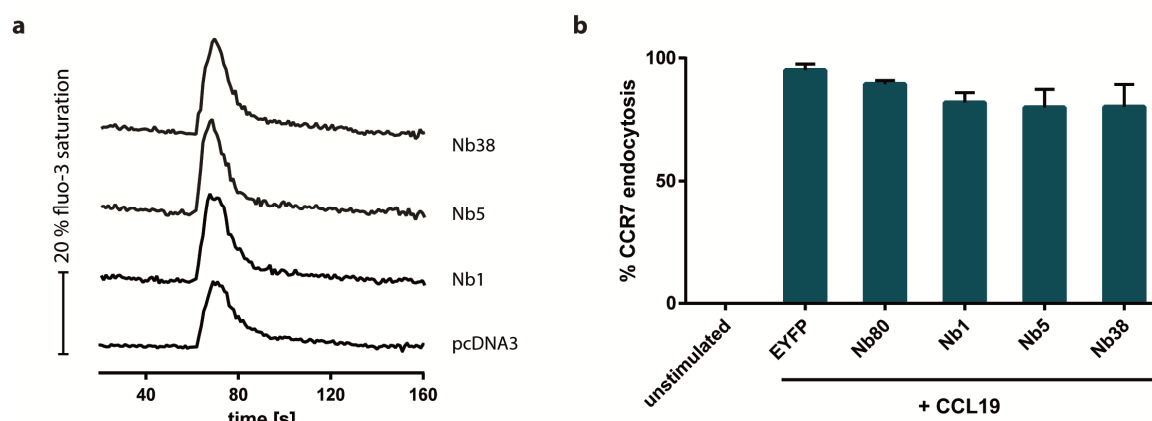 a
20 % fluo-3 saturation
Nb38
Nb5
Nb1
pcDNA3
40 80 120 160
time [s]
b
% CCR7 endocytosis
100
50
0
unstimulated
EYFP
Nb80
Nb1
Nb5
Nb38
+ CCL19